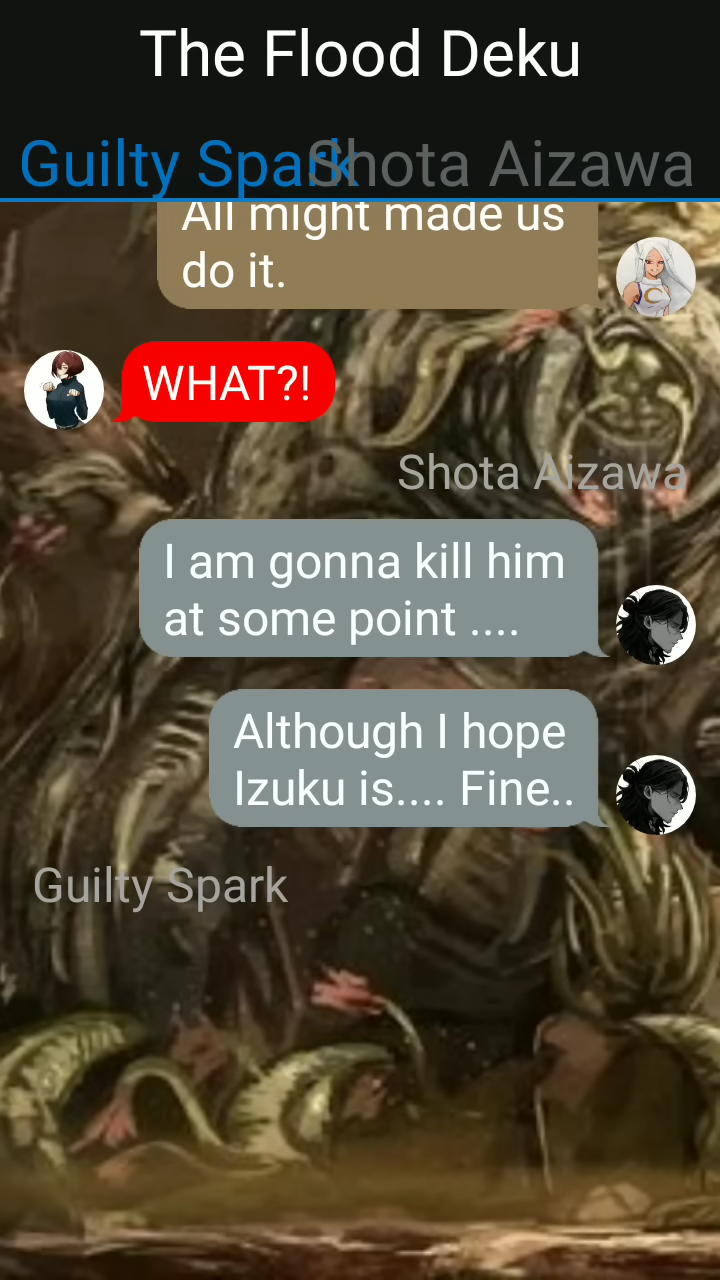 The Flood Deku
Guilty Spark Shota Aizawa
All might made us
do it.
WHAT?!
Shota Aizawa
I am gonna kill him
at some point ....
Although I hope
Izuku is.... Fine..
Guilty Spark